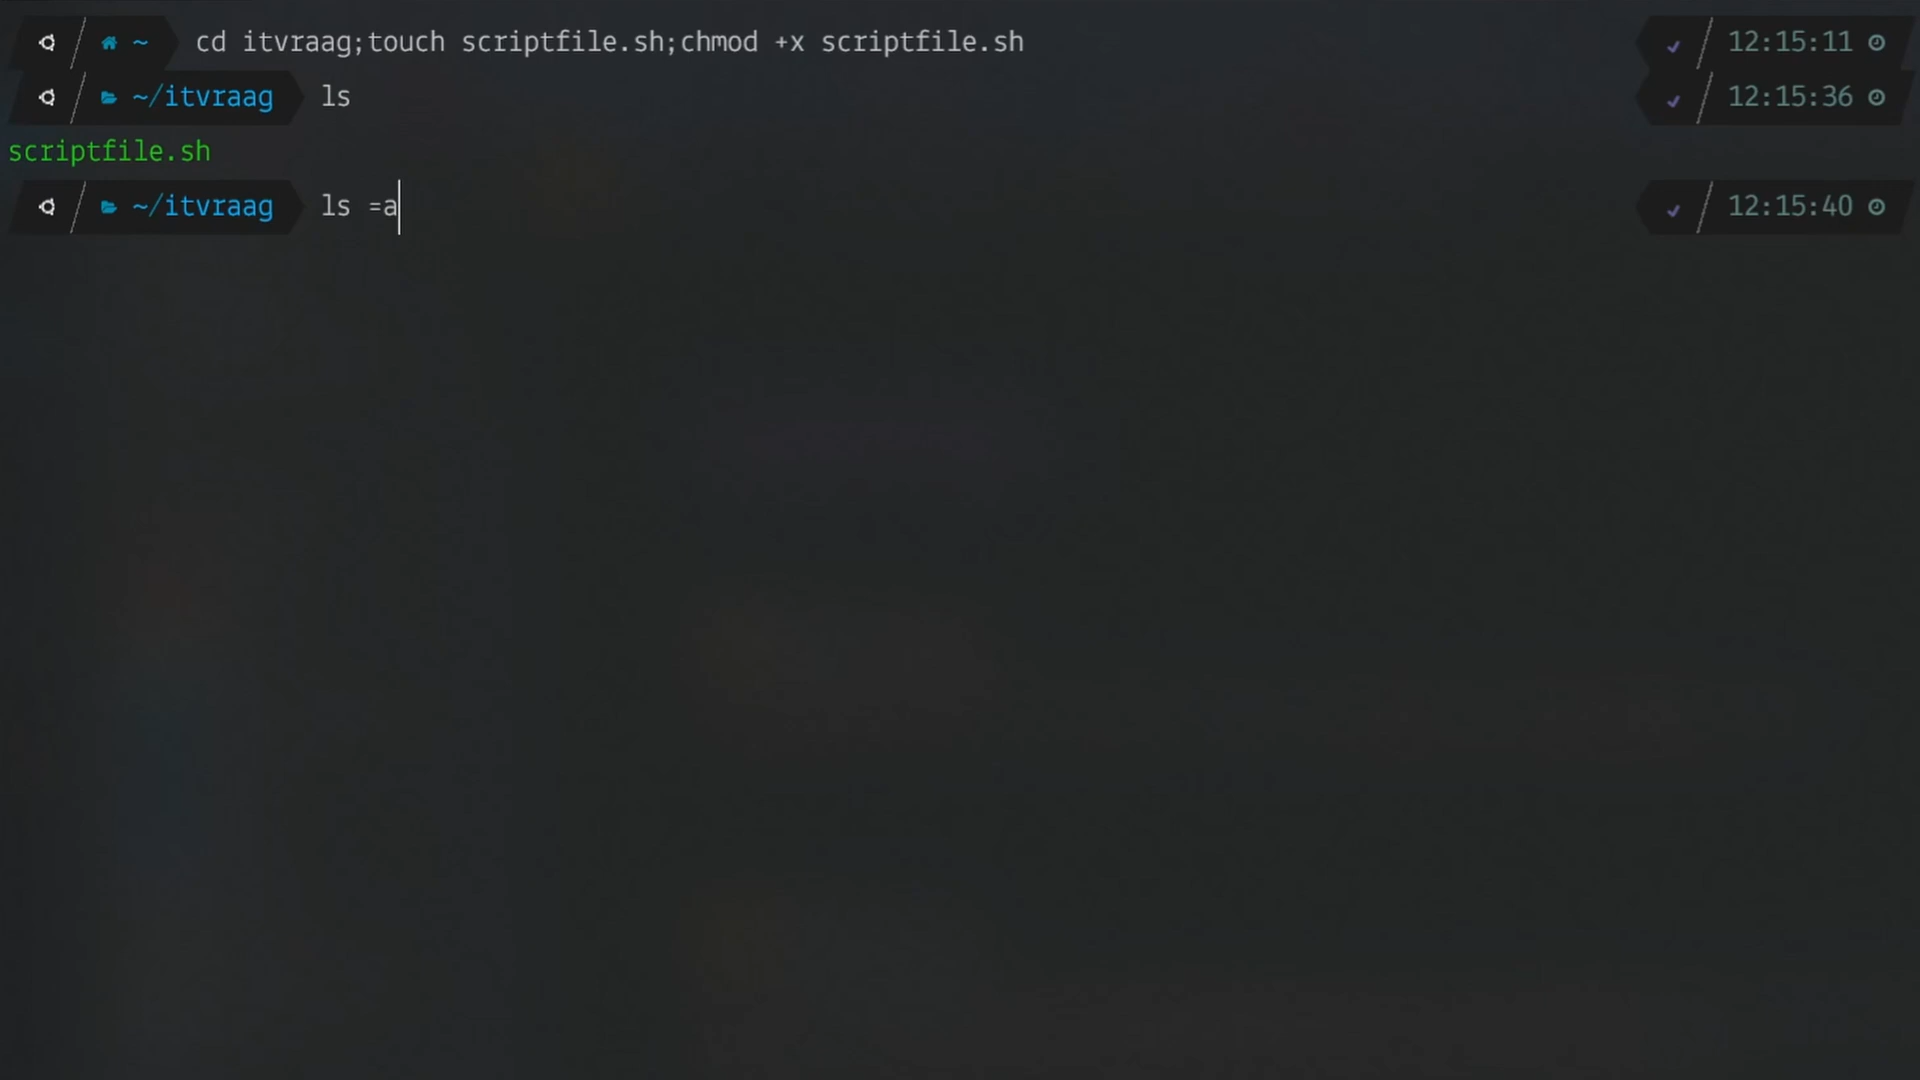 ~ cd itvraag;touch scriptfile.sh;chmod +x scriptfile.sh 12:15:11
~/itvraag ls 12:15:36
scriptfile.sh
~/itvraag ls =a 12:15:40